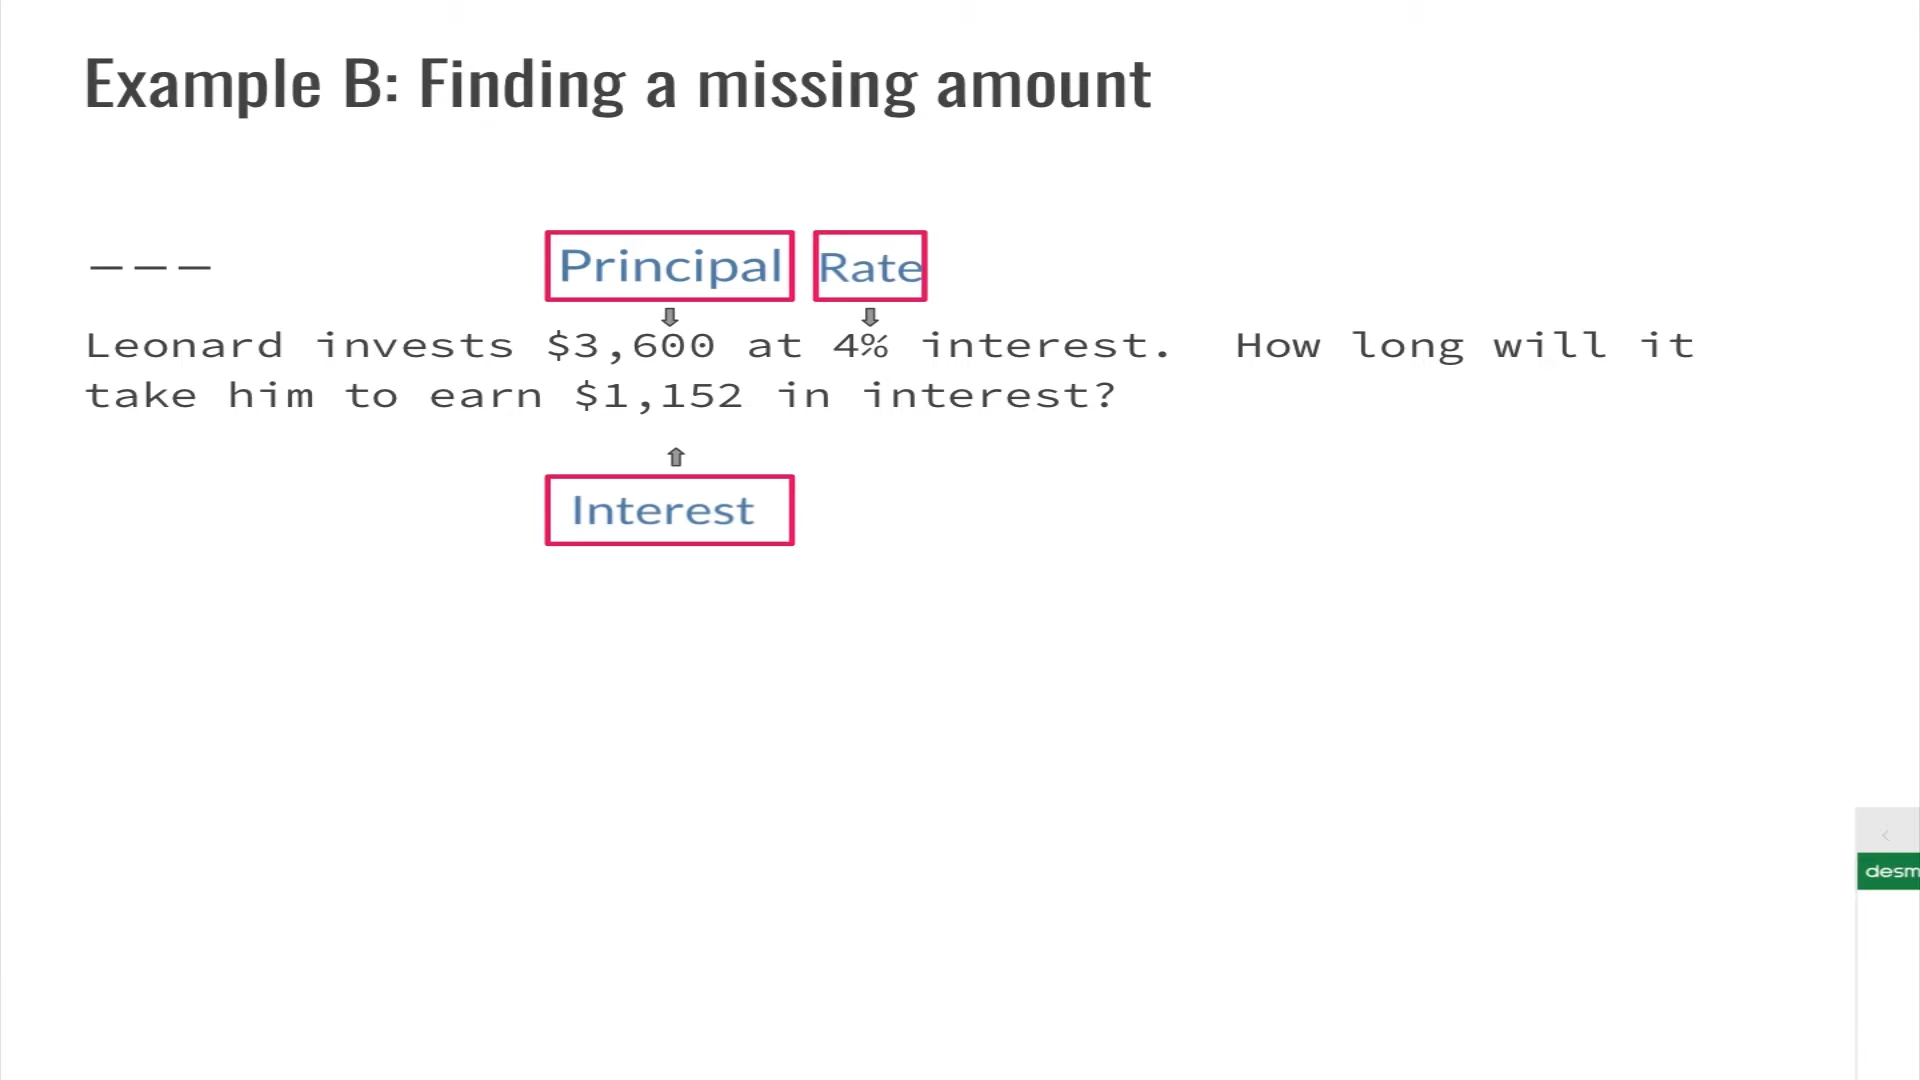 Example B: Finding a missing amount
Principal Rate
Leonard invests $3,600 at 4% interest. How long will it
take him to earn $1,152 in interest?
Interest
desm